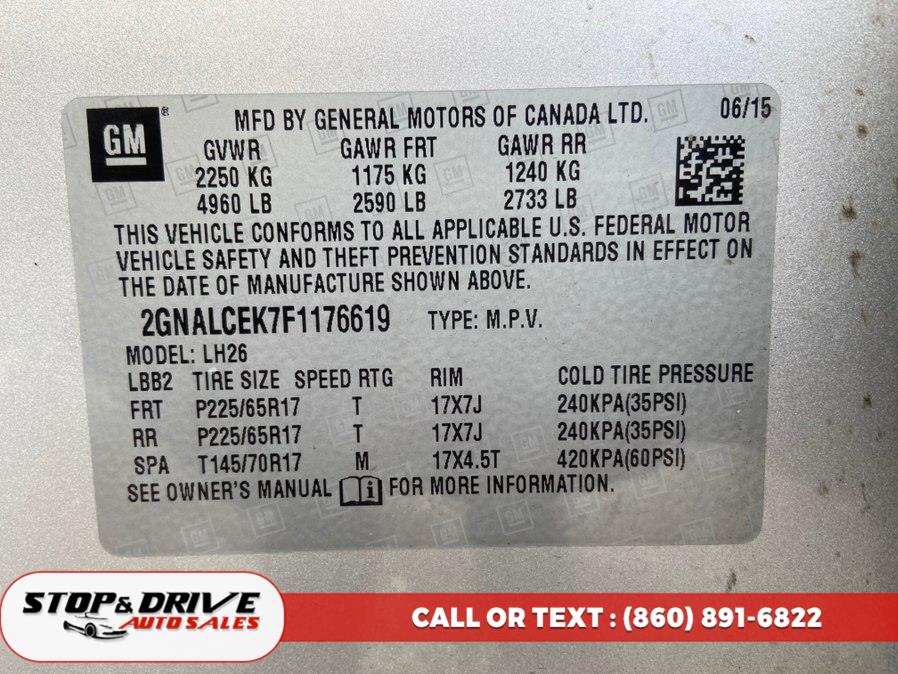 GM
MFD BY GENERAL MOTORS OF CANADA LTD. 06/15
GVWR GAWR FRT GAWR RR
2250 KG 1175 KG 1240 KG
4960 LB 2590 LB 2733 LB
THIS VEHICLE CONFORMS TO ALL APPLICABLE U.S. FEDERAL MOTOR
VEHICLE SAFETY AND THEFT PREVENTION STANDARDS IN EFFECT ON
THE DATE OF MANUFACTURE SHOWN ABOVE.
2GNALCEK7F1176619 TYPE: M.P.V.
MODEL: LH26
LBB2 TIRE SIZE SPEED RTG RIM COLD TIRE PRESSURE
FRT P225/65R17 T 17X7J 240KPA(35PSI)
RR P225/65R17 T 17X7J 240KPA(35PSI)
SPA T145/70R17 M 17X4.5T 420KPA(60PSI)
SEE OWNER'S MANUAL i FOR MORE INFORMATION.
STOP & DRIVE
AUTO SALES
CALL OR TEXT : (860) 891-6822